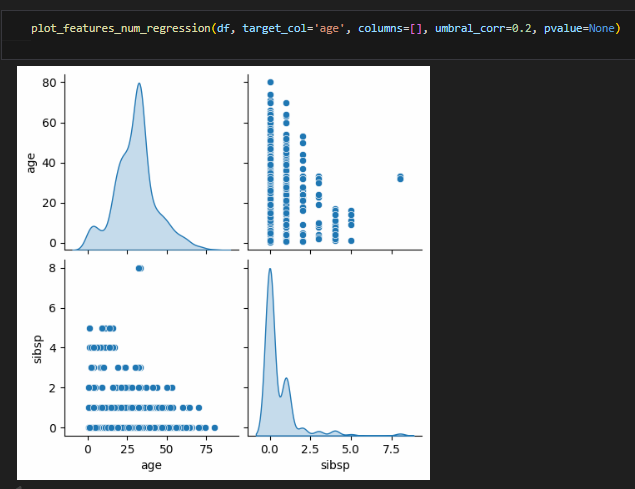 plot_features_num_regression(df, target_col='age', columns=[], umbral_corr=0.2, pvalue=None)
80
60
40
20
0
age
8
6
4
2
0
sibsp
0 25 50 75
age
0.0 2.5 5.0 7.5
sibsp